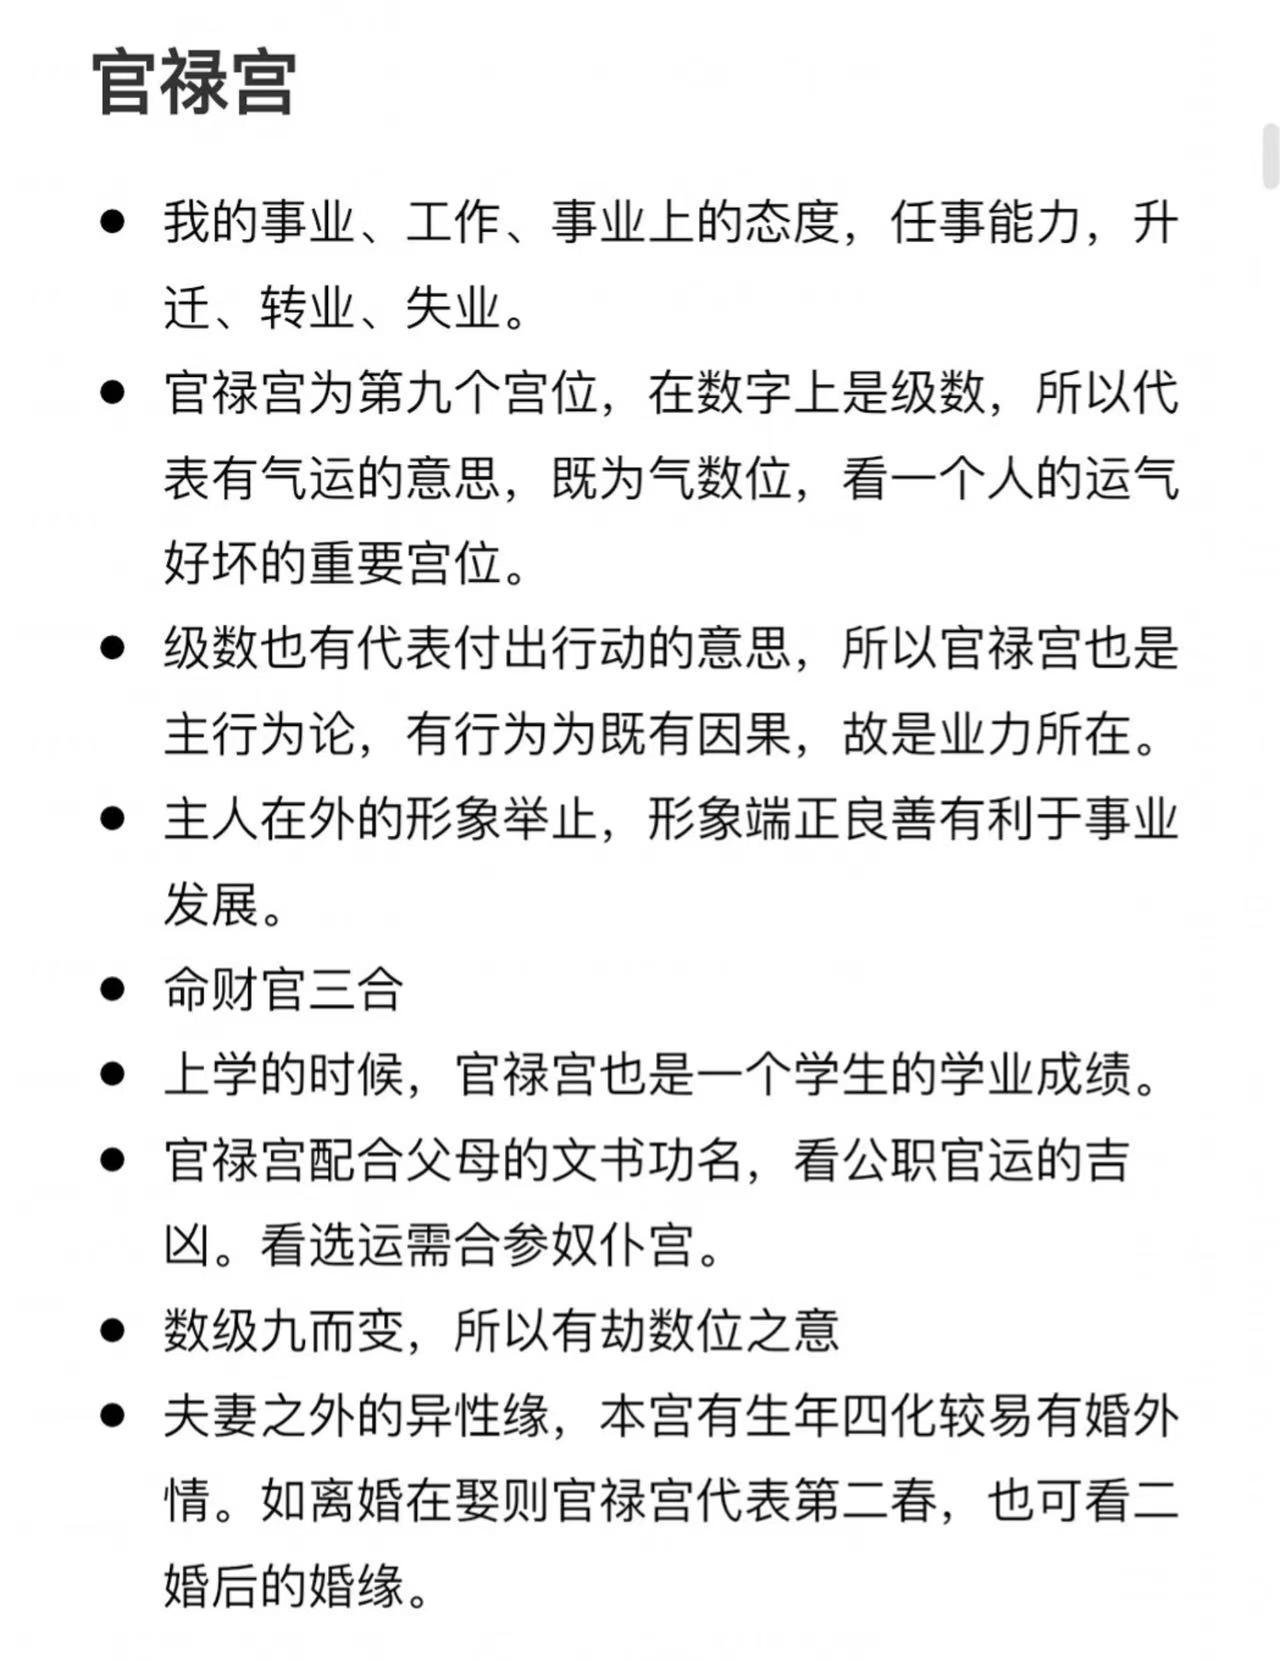 官禄宫
我的事业、工作、事业上的态度，任事能力，升
迁、转业、失业。
官禄宫为第九个宫位，在数字上是级数，所以代
表有气运的意思，既为气数位，看一个人的运气
好坏的重要宫位。
级数也有代表付出行动的意思，所以官禄宫也是
主行为论，有行为为既有因果，故是业力所在。
主人在外的形象举止，形象端正良善有利于事业
发展。
命财官三合
上学的时候，官禄宫也是一个学生的学业成绩。
官禄宫配合父母的文书功名，看公职官运的吉
凶。看选运需合参奴仆宫。
数级九而变，所以有劫数位之意
夫妻之外的异性缘，本宫有生年四化较易有婚外
情。如离婚在娶则官禄宫代表第二春，也可看二
婚后的婚缘。